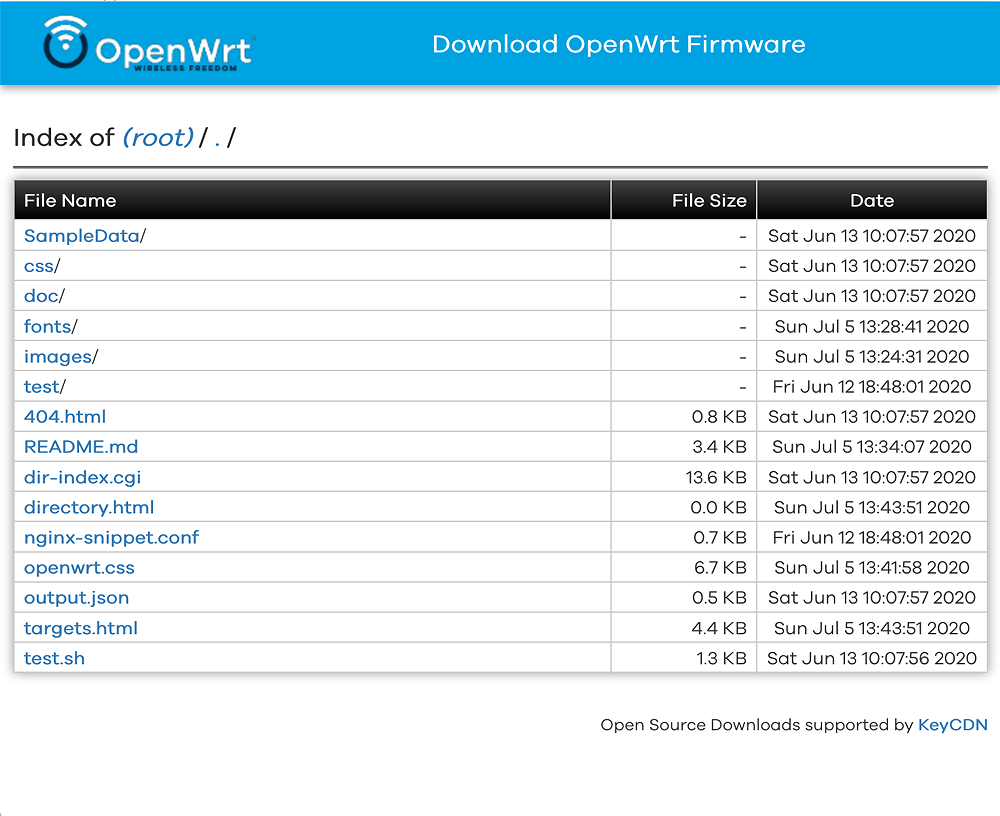 OpenWrt
WIRELESS FREEDOM
Download OpenWrt Firmware
Index of (root) / . /
File Name File Size Date
SampleData/ - Sat Jun 13 10:07:57 2020
css/ - Sat Jun 13 10:07:57 2020
doc/ - Sat Jun 13 10:07:57 2020
fonts/ - Sun Jul 5 13:28:41 2020
images/ - Sun Jul 5 13:24:31 2020
test/ - Fri Jun 12 18:48:01 2020
404.html 0.8 KB Sat Jun 13 10:07:57 2020
README.md 3.4 KB Sun Jul 5 13:34:07 2020
dir-index.cgi 13.6 KB Sat Jun 13 10:07:57 2020
directory.html 0.0 KB Sun Jul 5 13:43:51 2020
nginx-snippet.conf 0.7 KB Fri Jun 12 18:48:01 2020
openwrt.css 6.7 KB Sun Jul 5 13:41:58 2020
output.json 0.5 KB Sat Jun 13 10:07:57 2020
targets.html 4.4 KB Sun Jul 5 13:43:51 2020
test.sh 1.3 KB Sat Jun 13 10:07:56 2020
Open Source Downloads supported by KeyCDN